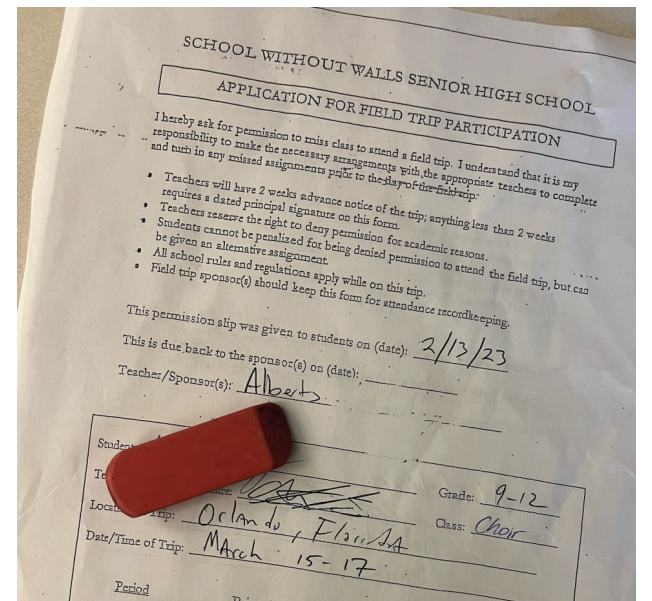 SCHOOL WITHOUT WALLS SENIOR HIGH SCHOOL
APPLICATION FOR FIELD TRIP PARTICIPATION
I hereby ask for permission to miss class to attend a field trip. I understand that it is my
responsibility to make the necessary arrangements with the appropriate teachers to complete
and turn in any missed assignments prior to the day of the field trip.
• Teachers will have 2 weeks advance notice of the trip; anything less than 2 weeks
requires a dated principal signature on this form.
• Teachers reserve the right to deny permission for academic reasons.
• Students cannot be penalized for being denied permission to attend the field trip, but can
be given an alternative assignment.
• All school rules and regulations apply while on this trip.
• Field trip sponsor(s) should keep this form for attendance recordkeeping.
This permission slip was given to students on (date): 2/13/23
This is due back to the sponsor(s) on (date):
Teacher/Sponsor(s): Alberts
Grade: 9-12
Trip: Orlando, Florida
Class: Choir
Date/Time of Trip: March 15-17
Period